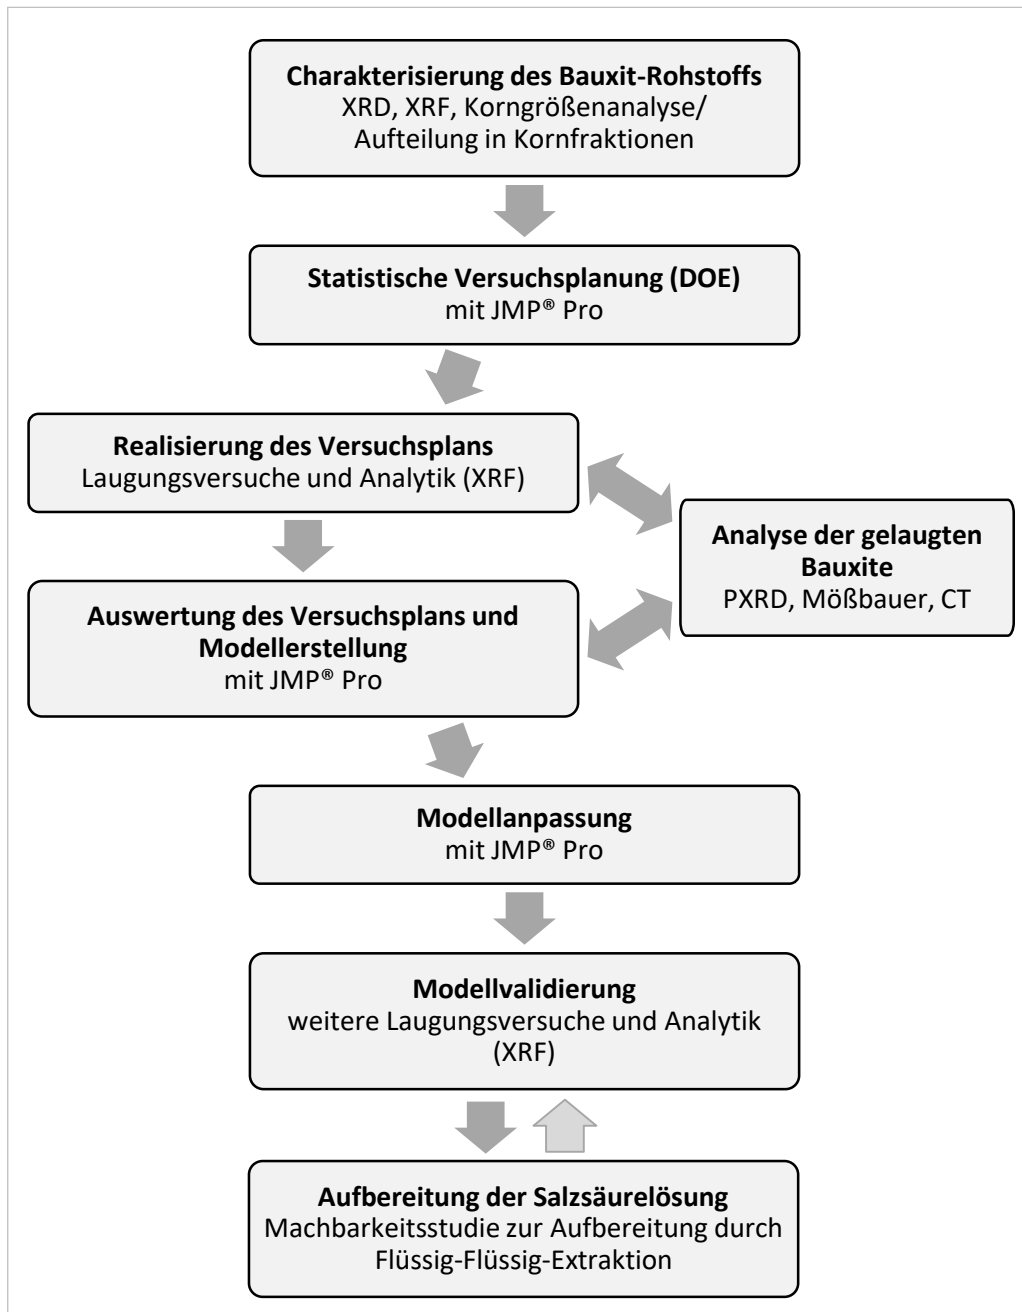 Charakterisierung des Bauxit-Rohstoffs
XRD, XRF, Korngrößenanalyse/
Aufteilung in Kornfraktionen
Statistische Versuchsplanung (DOE)
mit JMP® Pro
Realisierung des Versuchsplans
Laugungsversuche und Analytik (XRF)
Analyse der gelaugten
Bauxite
PXRD, Mößbauer, CT
Auswertung des Versuchsplans und
Modellerstellung
mit JMP® Pro
Modellanpassung
mit JMP® Pro
Modellvalidierung
weitere Laugungsversuche und Analytik
(XRF)
Aufbereitung der Salzsäurelösung
Machbarkeitsstudie zur Aufbereitung durch
Flüssig-Flüssig-Extraktion